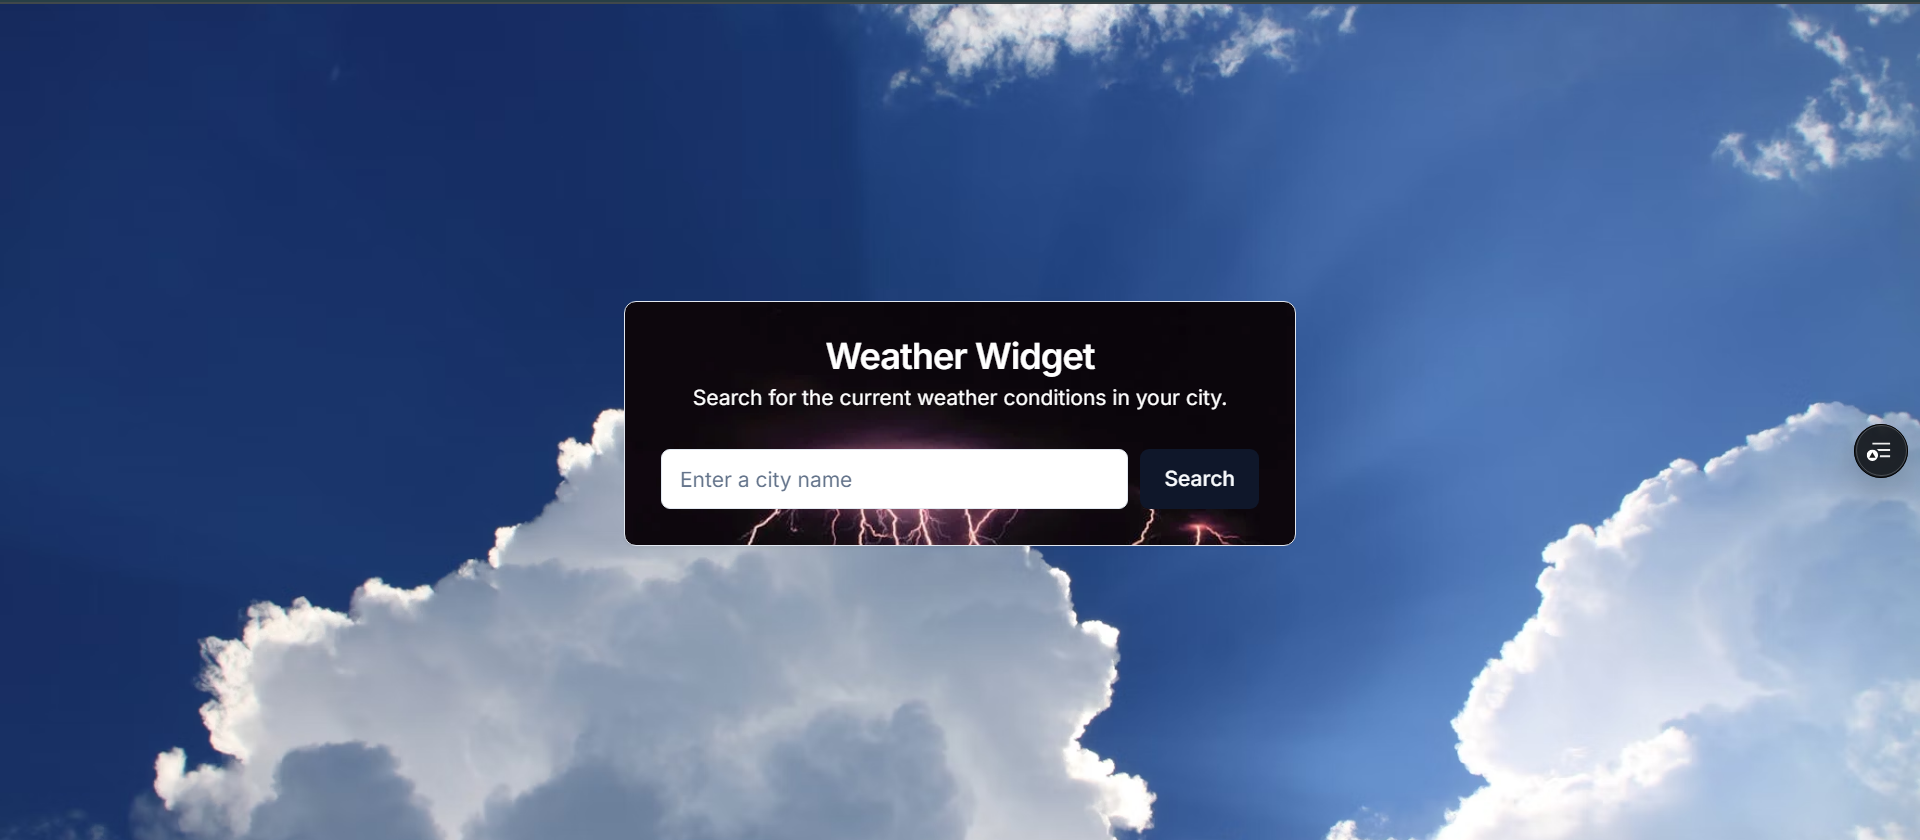 Weather Widget
Search for the current weather conditions in your city.
Enter a city name
Search